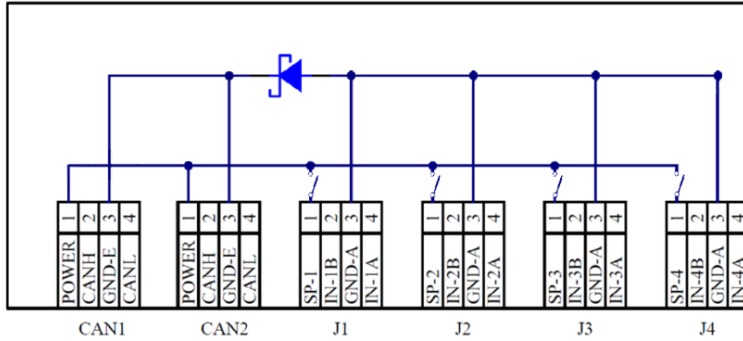 1 2 3 4 1 2 3 4 1 2 3 4 1 2 3 4 1 2 3 4 1 2 3 4
POWER CANH GND-E CANL POWER CANH GND-E CANL SP-1 IN-1B GND-A IN-1A SP-2 IN-2B GND-A IN-2A SP-3 IN-3B GND-A IN-3A SP-4 IN-4B GND-A IN-4A
CAN1 CAN2 J1 J2 J3 J4